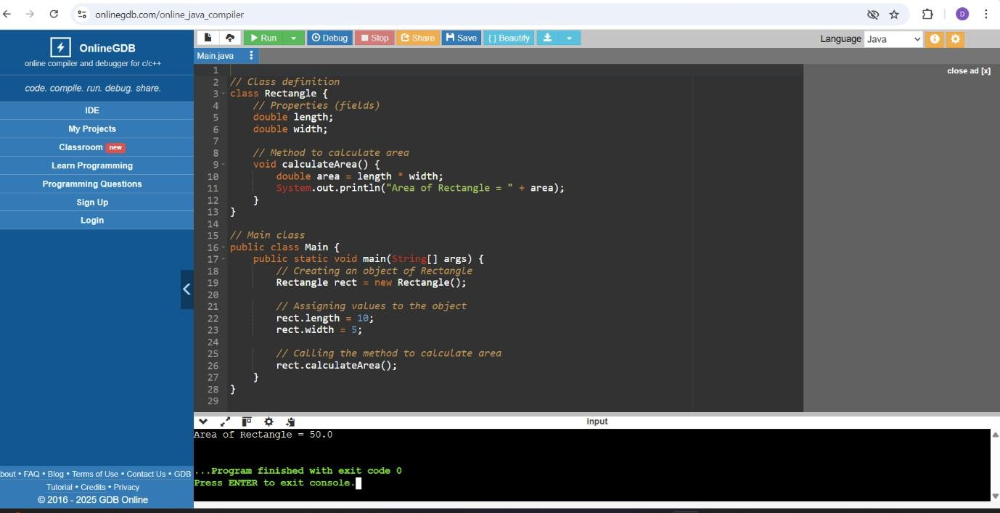 onlinegdb.com/online_java_compiler
D
OnlineGDB
online compiler and debugger for c/c++
code. compile. run. debug. share.
IDE
My Projects
Classroom new
Learn Programming
Programming Questions
Sign Up
Login
bout • FAQ • Blog • Terms of Use • Contact Us • GDB
Tutorial • Credits • Privacy
© 2016 - 2025 GDB Online
Run Debug Stop Share Save {} Beautify
Language Java
Main.java
close ad [x]
1
2 // Class definition
3 class Rectangle {
4     // Properties (fields)
5     double length;
6     double width;
7
8     // Method to calculate area
9     void calculateArea() {
10         double area = length * width;
11         System.out.println("Area of Rectangle = " + area);
12     }
13 }
14
15 // Main class
16 public class Main {
17     public static void main(String[] args) {
18         // Creating an object of Rectangle
19         Rectangle rect = new Rectangle();
20
21         // Assigning values to the object
22         rect.length = 10;
23         rect.width = 5;
24
25         // Calling the method to calculate area
26         rect.calculateArea();
27     }
28 }
29
input
Area of Rectangle = 50.0
...Program finished with exit code 0
Press ENTER to exit console.